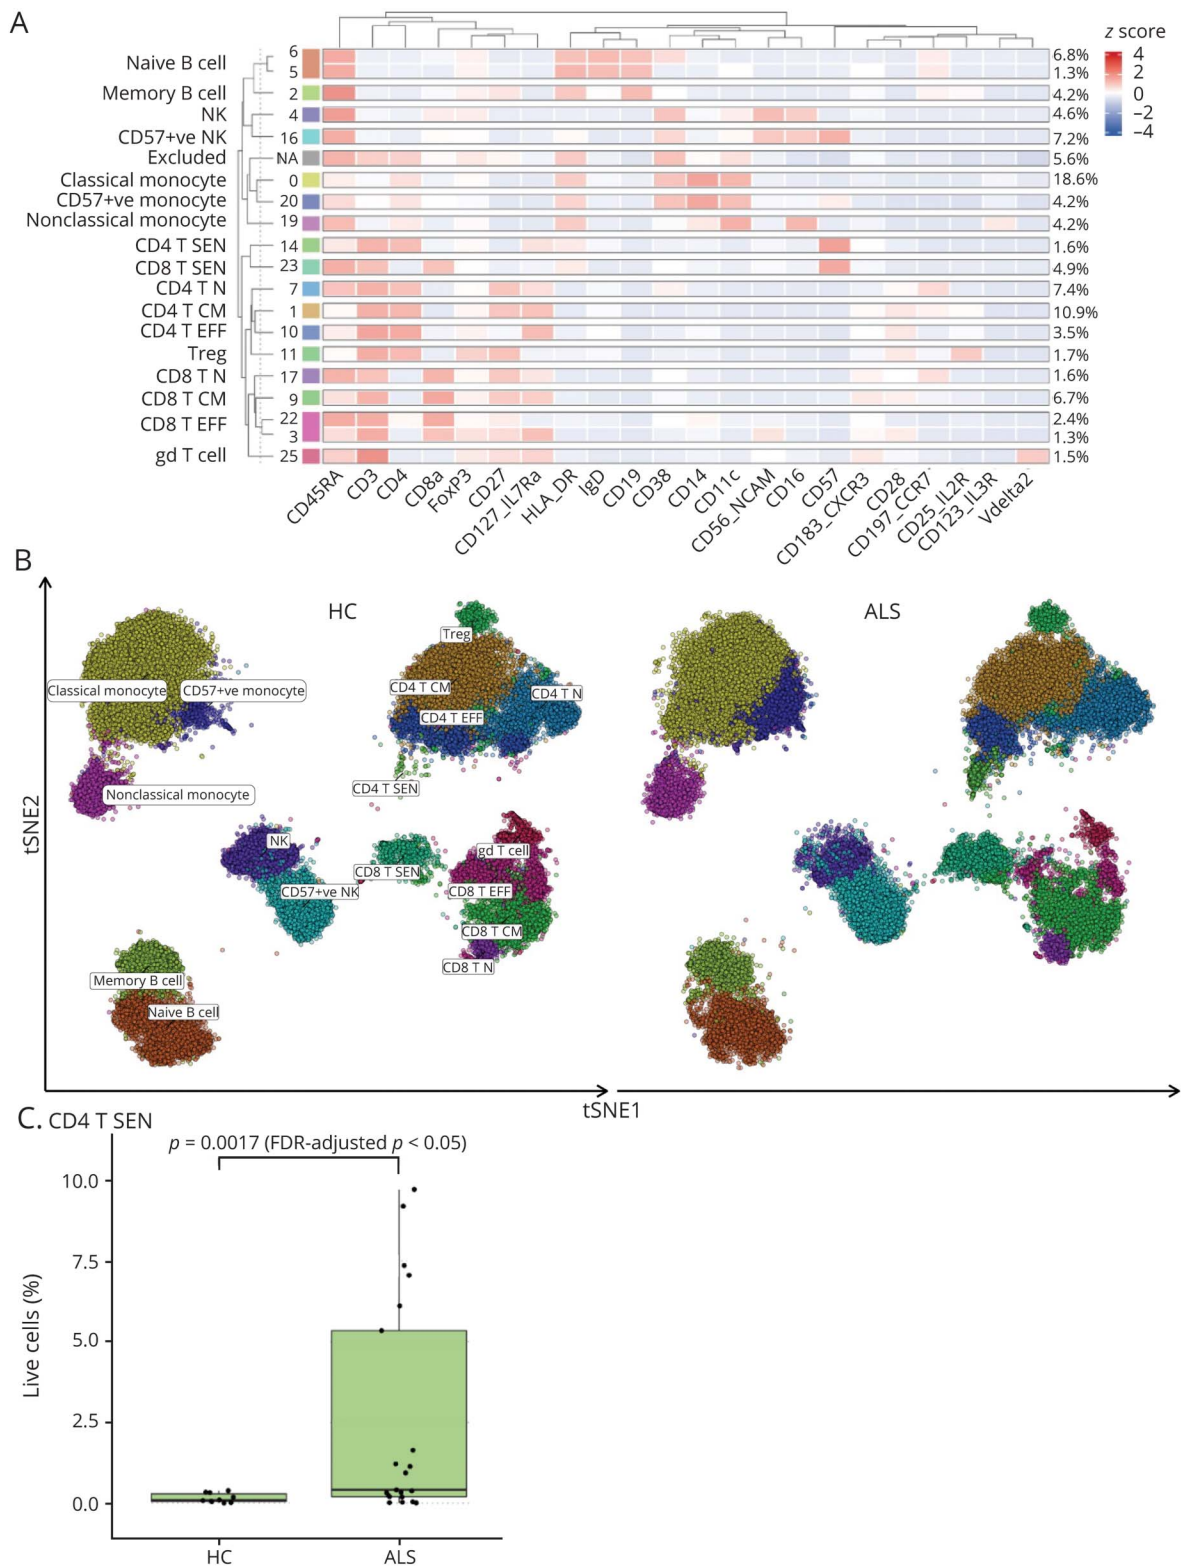 A
z score
4
2
0
−2
−4
Naive B cell
6
6.8%
5
1.3%
Memory B cell
2
4.2%
NK
4
4.6%
CD57+ve NK
16
7.2%
Excluded
NA
5.6%
Classical monocyte
0
18.6%
CD57+ve monocyte
20
4.2%
Nonclassical monocyte
19
4.2%
CD4 T SEN
14
1.6%
CD8 T SEN
23
4.9%
CD4 T N
7
7.4%
CD4 T CM
1
10.9%
CD4 T EFF
10
3.5%
Treg
11
1.7%
CD8 T N
17
1.6%
CD8 T CM
9
6.7%
CD8 T EFF
22
2.4%
3
1.3%
gd T cell
25
1.5%
CD45RA
CD3
CD4
CD8a
FoxP3
CD27
CD127_IL7Ra
HLA_DR
IgD
CD19
CD38
CD14
CD11c
CD56_NCAM
CD16
CD57
CD183_CXCR3
CD28
CD197_CCR7
CD25_IL2R
CD123_IL3R
Vdelta2
B
HC
ALS
Treg
Classical monocyte
CD57+ve monocyte
CD4 T CM
CD4 T N
CD4 T EFF
CD4 T SEN
Nonclassical monocyte
NK
gd T cell
CD8 T SEN
CD57+ve NK
CD8 T EFF
CD8 T CM
CD8 T N
Memory B cell
Naive B cell
tSNE2
tSNE1
C. CD4 T SEN
p = 0.0017 (FDR-adjusted p < 0.05)
10.0
7.5
5.0
2.5
0.0
Live cells (%)
HC
ALS